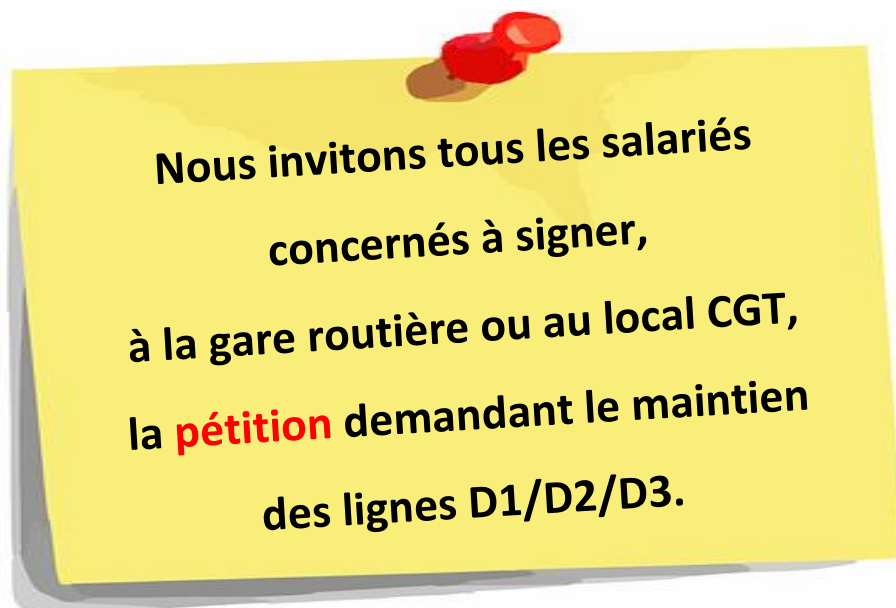 Nous invitons tous les salariés
concernés à signer,
à la gare routière ou au local CGT,
la pétition demandant le maintien
des lignes D1/D2/D3.